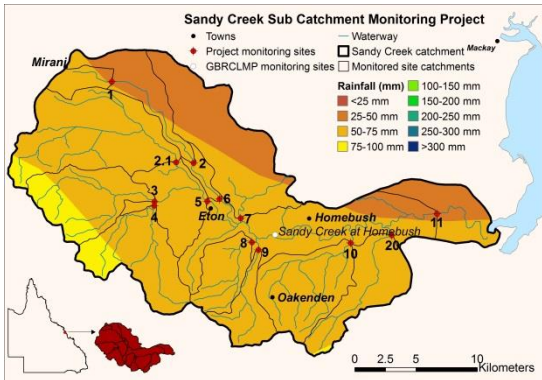 Sandy Creek Sub Catchment Monitoring Project
Towns
Waterway
Project monitoring sites
Sandy Creek catchment
Mackay
GBRCLMP monitoring sites
Monitored site catchments
Rainfall (mm)
<25 mm
25-50 mm
50-75 mm
75-100 mm
100-150 mm
150-200 mm
200-250 mm
250-300 mm
>300 mm
Mirani
1
2.1
2
3
4
5
6
Eton
7
Homebush
11
Sandy Creek at Homebush
20
8
9
10
Oakenden
0 2.5 5 10
Kilometers